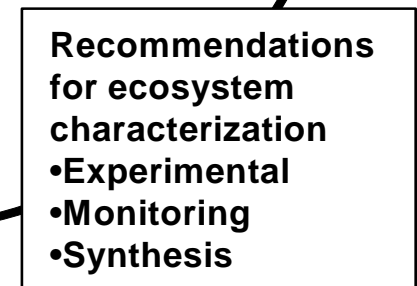 Recommendations
for ecosystem
characterization
•Experimental
•Monitoring
•Synthesis